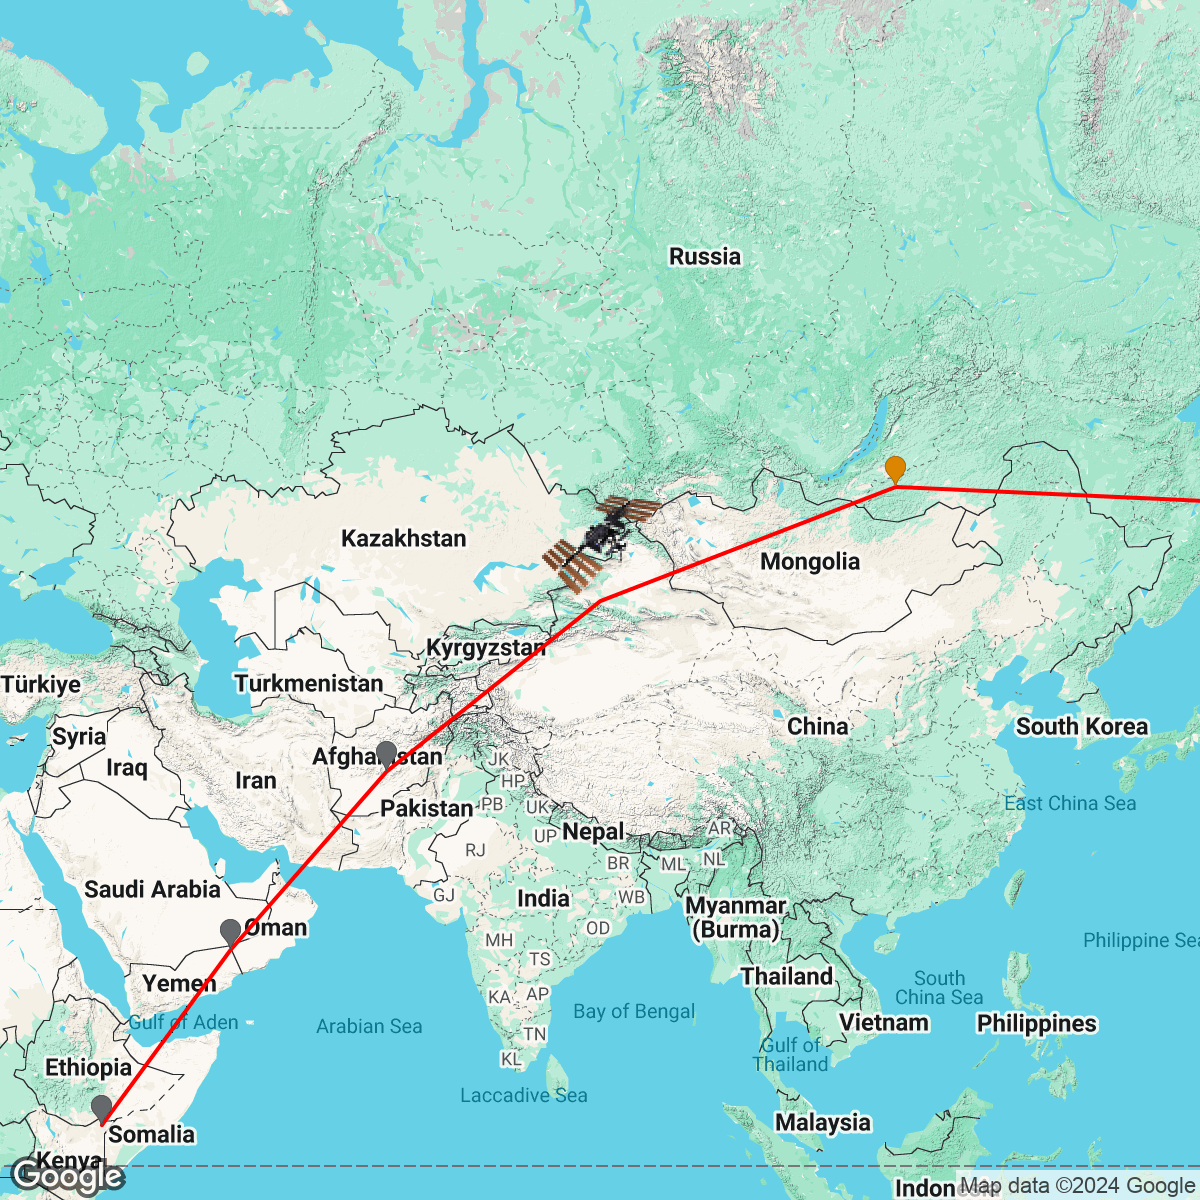 Russia
Kazakhstan
Mongolia
Kyrgyzstan
Türkiye
Turkmenistan
Syria
China
South Korea
Iraq
Afghanistan
JK
Iran
HP
Pakistan
PB
UK
East China Sea
UP
Nepal
AR
RJ
BR
ML
NL
Saudi Arabia
GJ
India
WB
Myanmar
(Burma)
Oman
OD
MH
Philippine Sea
TS
Yemen
Thailand
South
China Sea
KA
AP
Gulf of Aden
Arabian Sea
Bay of Bengal
Vietnam
Philippines
TN
Gulf of
Thailand
KL
Ethiopia
Laccadive Sea
Somalia
Malaysia
Kenya
Google
Indonesia
Map data ©2024 Google